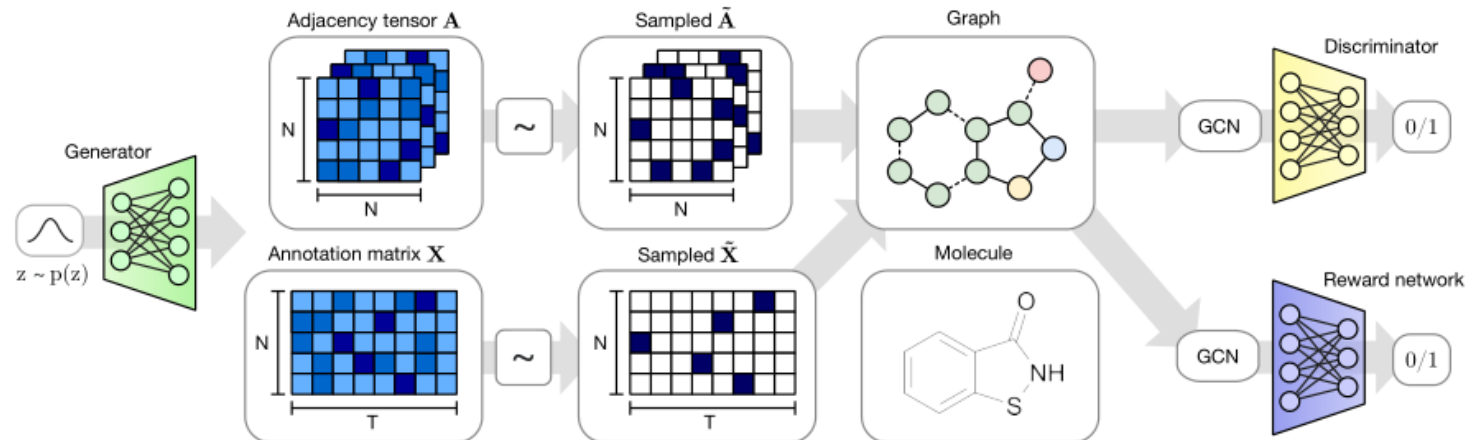 Generator
z ~ p(z)
Adjacency tensor A
N
N
Annotation matrix X
N
T
~
~
Sampled Ã
N
N
Sampled X̃
N
T
Graph
Molecule
O
NH
S
GCN
Discriminator
0/1
GCN
Reward network
0/1